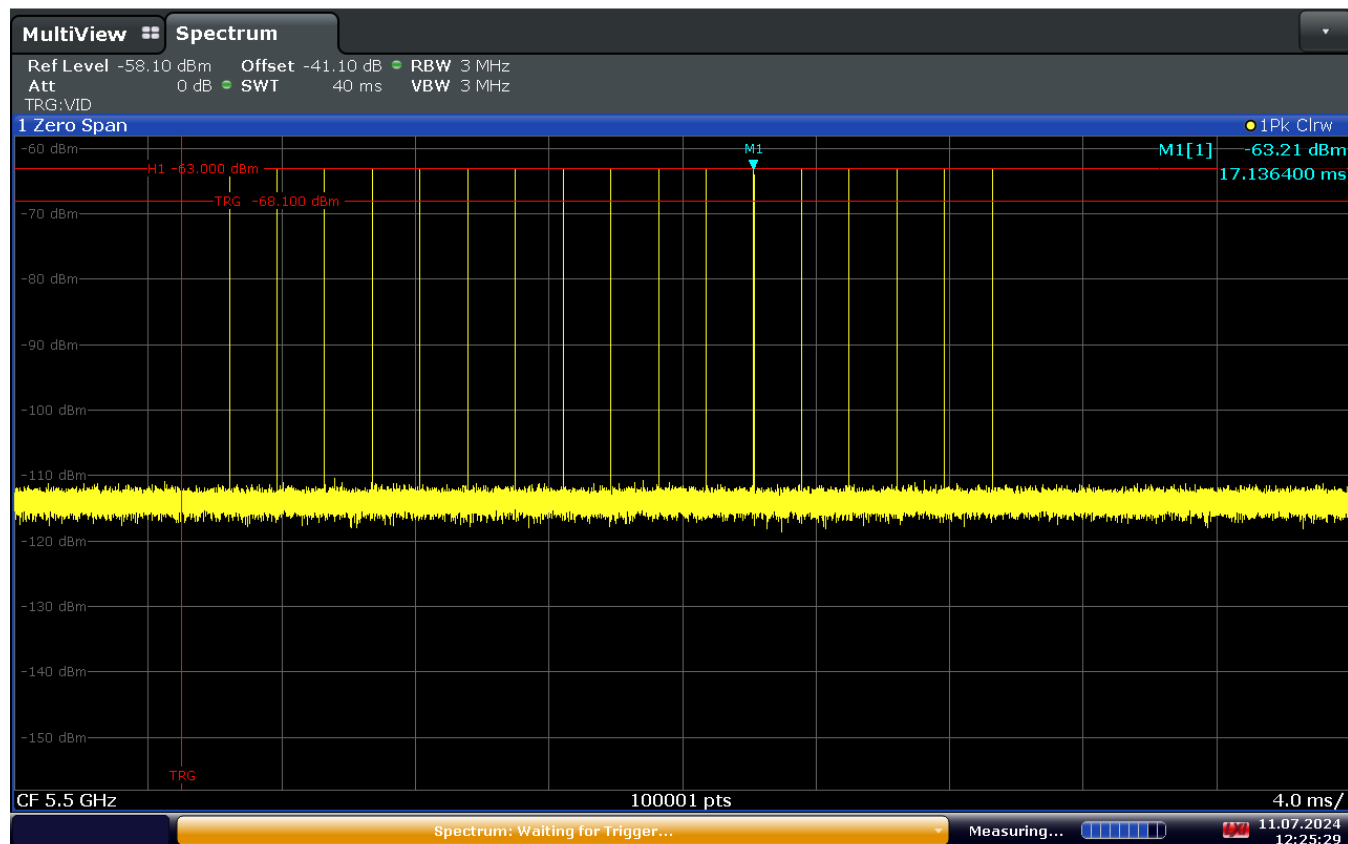 MultiView Spectrum
Ref Level -58.10 dBm Offset -41.10 dB RBW 3 MHz
Att 0 dB SWT 40 ms VBW 3 MHz
TRG:VID
1 Zero Span 1Pk Clrw
-60 dBm M1 M1[1] -63.21 dBm
H1 -63.000 dBm 17.136400 ms
TRG -68.100 dBm
-70 dBm
-80 dBm
-90 dBm
-100 dBm
-110 dBm
-120 dBm
-130 dBm
-140 dBm
-150 dBm
TRG
CF 5.5 GHz 100001 pts 4.0 ms/
Spectrum: Waiting for Trigger... Measuring... 11.07.2024
12:25:29